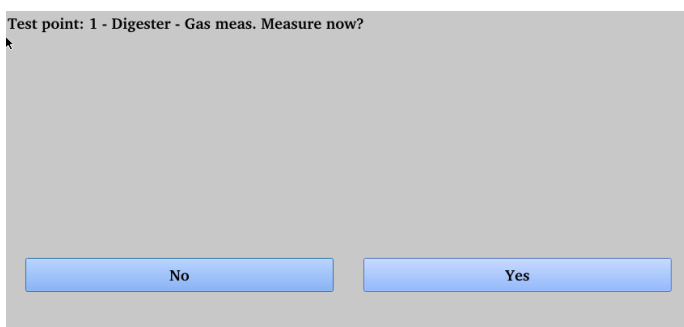 Test point: 1 - Digester - Gas meas. Measure now?
No
Yes